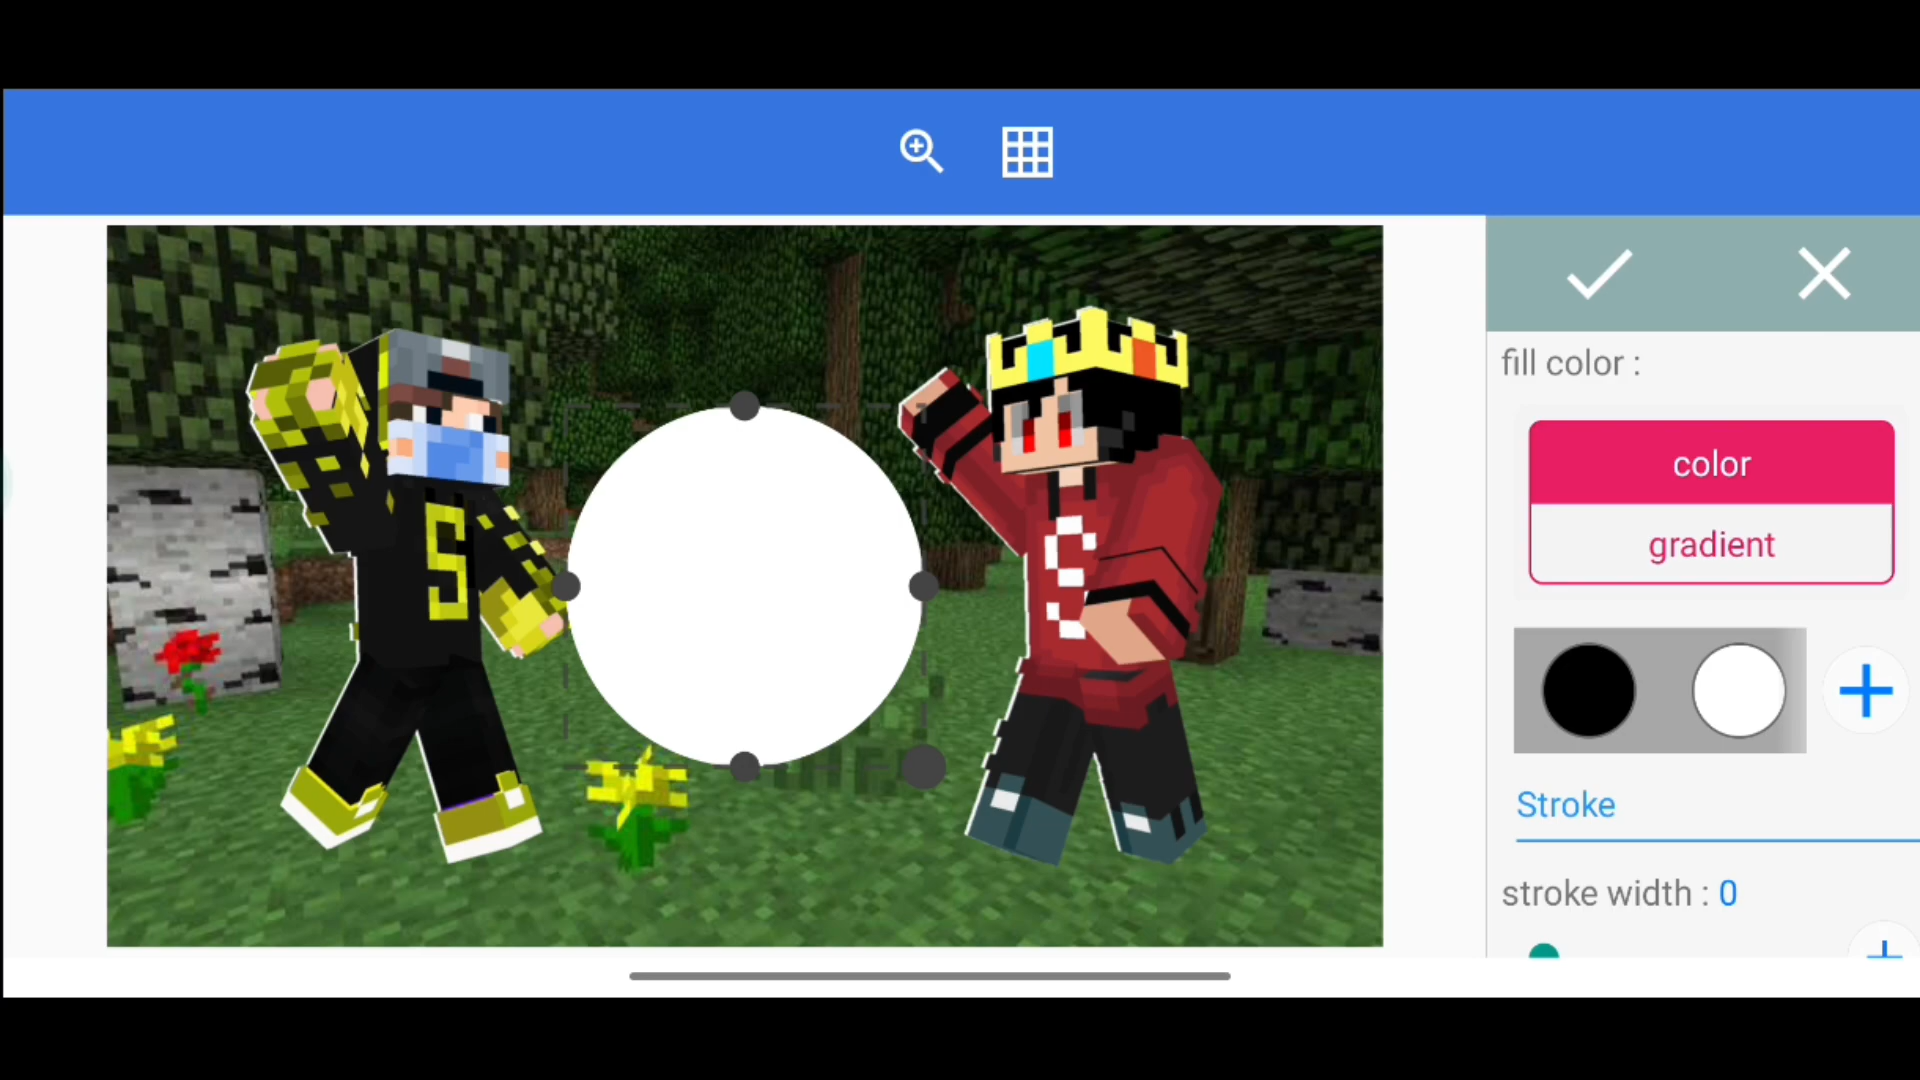 fill color :
color
gradient
Stroke
stroke width : 0
S